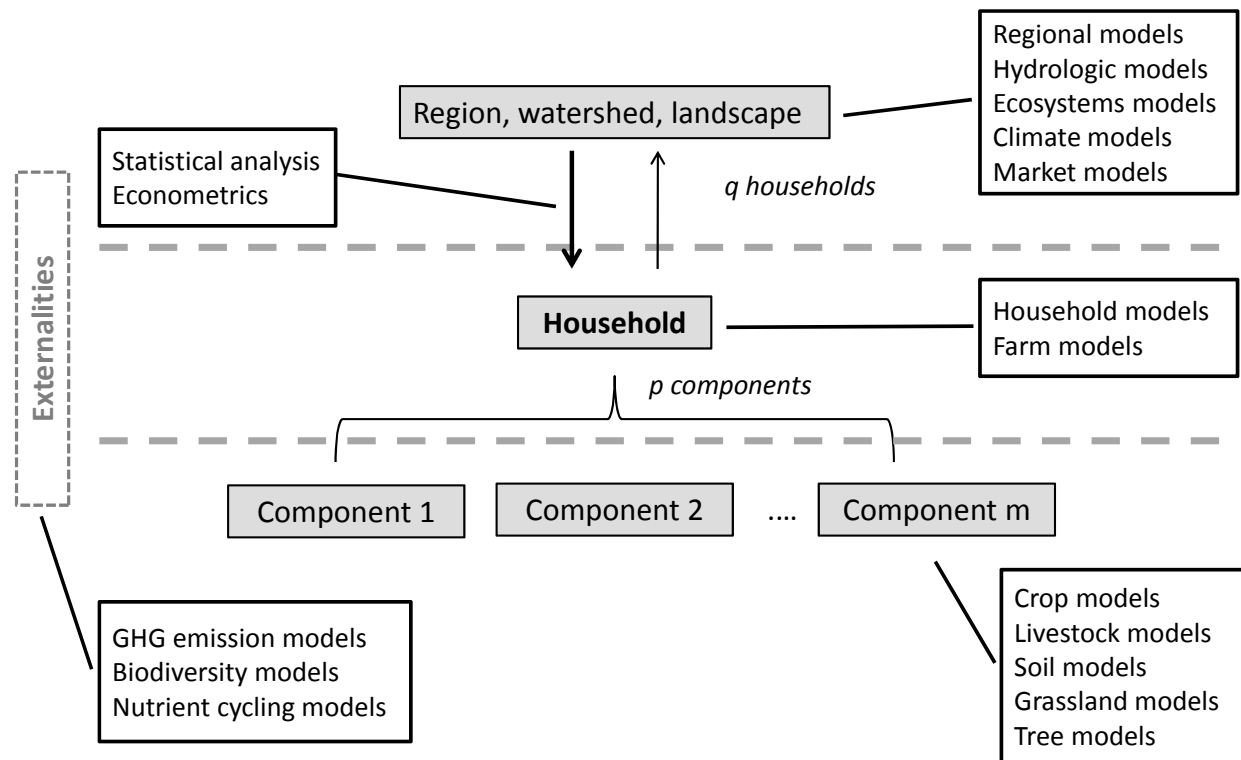 Regional models
Hydrologic models
Ecosystems models
Climate models
Market models
Region, watershed, landscape
Statistical analysis
Econometrics
q households
Externalities
Household
Household models
Farm models
p components
Component 1
Component 2
....
Component m
GHG emission models
Biodiversity models
Nutrient cycling models
Crop models
Livestock models
Soil models
Grassland models
Tree models